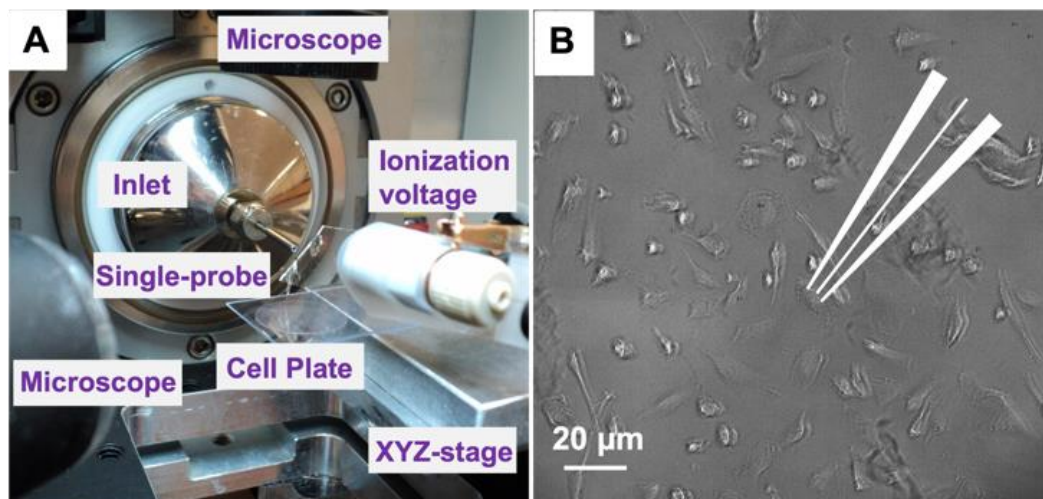 A
Microscope
Inlet
Ionization
voltage
Single-probe
Cell Plate
Microscope
XYZ-stage
B
20 µm